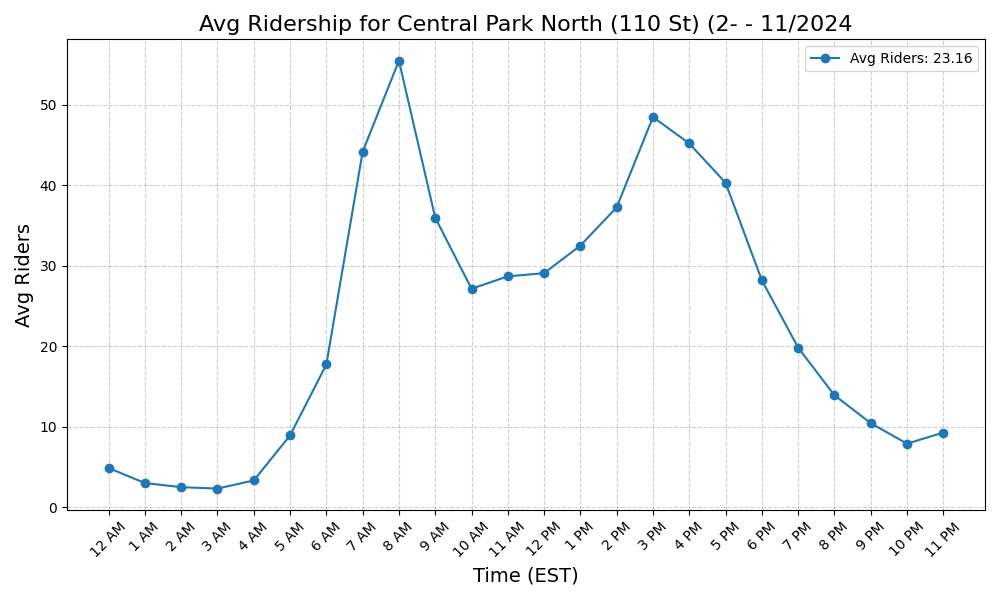 Avg Ridership for Central Park North (110 St) (2- - 11/2024
Avg Riders: 23.16
Avg Riders
50
40
30
20
10
0
12 AM
1 AM
2 AM
3 AM
4 AM
5 AM
6 AM
7 AM
8 AM
9 AM
10 AM
11 AM
12 PM
1 PM
2 PM
3 PM
4 PM
5 PM
6 PM
7 PM
8 PM
9 PM
10 PM
11 PM
Time (EST)